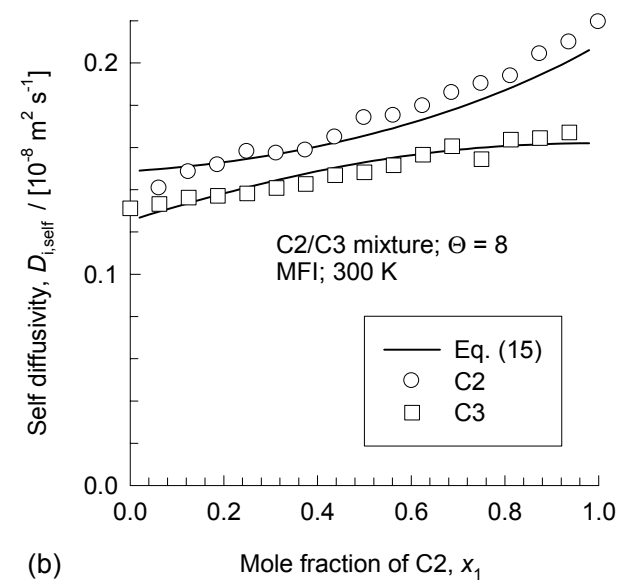 0.2
0.1
0.0
Self diffusivity, D_i,self / [10^-8 m^2 s^-1]
C2/C3 mixture; Θ = 8
MFI; 300 K
Eq. (15)
C2
C3
0.0 0.2 0.4 0.6 0.8 1.0
(b) Mole fraction of C2, x_1